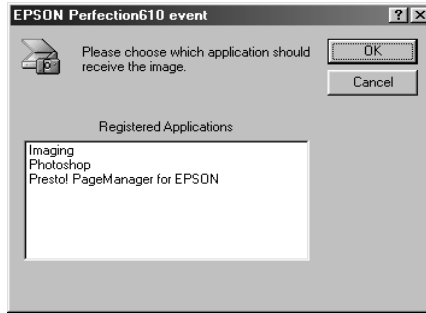 EPSON Perfection610 event
Please choose which application should
receive the image.
OK
Cancel
Registered Applications
Imaging
Photoshop
Presto! PageManager for EPSON